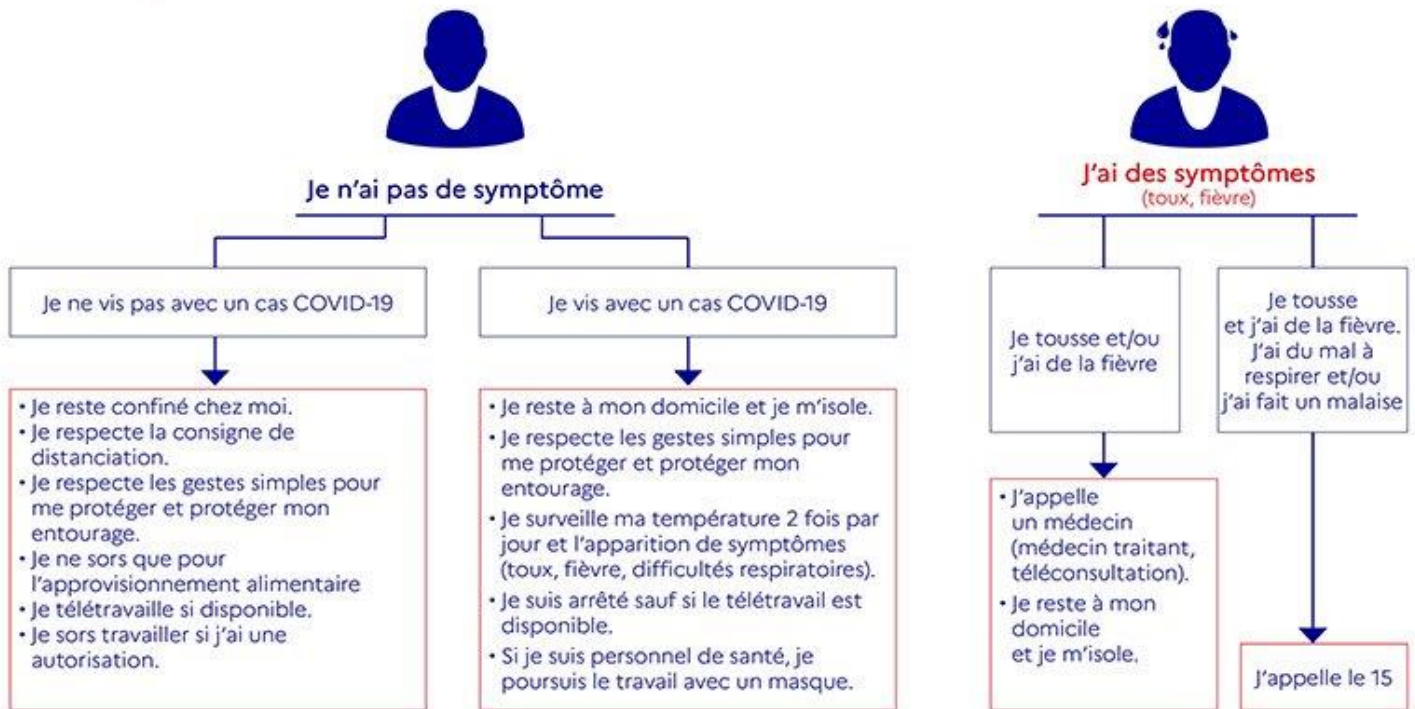 Je n'ai pas de symptôme
Je ne vis pas avec un cas COVID-19
• Je reste confiné chez moi.
• Je respecte la consigne de
distanciation.
• Je respecte les gestes simples pour
me protéger et protéger mon
entourage.
• Je ne sors que pour
l'approvisionnement alimentaire
• Je télétravaille si disponible.
• Je sors travailler si j'ai une
autorisation.
Je vis avec un cas COVID-19
• Je reste à mon domicile et je m'isole.
• Je respecte les gestes simples pour
me protéger et protéger mon
entourage.
• Je surveille ma température 2 fois par
jour et l'apparition de symptômes
(toux, fièvre, difficultés respiratoires).
• Je suis arrêté sauf si le télétravail est
disponible.
• Si je suis personnel de santé, je
poursuis le travail avec un masque.
J'ai des symptômes
(toux, fièvre)
Je tousse et/ou
j'ai de la fièvre
• J'appelle
un médecin
(médecin traitant,
téléconsultation).
• Je reste à mon
domicile
et je m'isole.
Je tousse
et j'ai de la fièvre.
J'ai du mal à
respirer et/ou
j'ai fait un malaise
J'appelle le 15